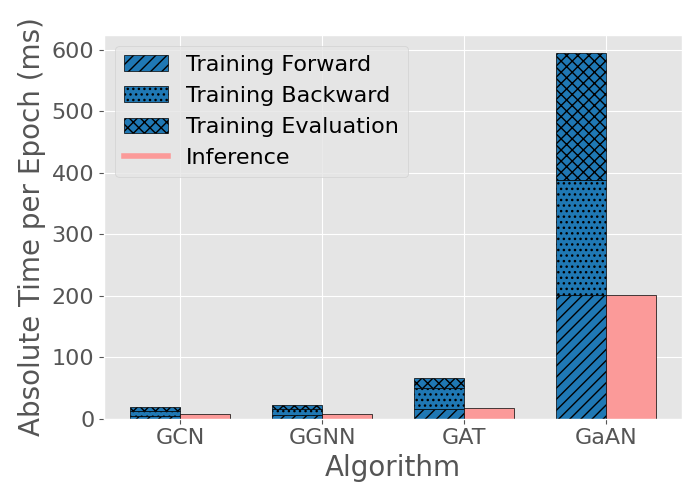 Absolute Time per Epoch (ms)
600
500
400
300
200
100
0
Training Forward
Training Backward
Training Evaluation
Inference
GCN GGNN GAT GaAN
Algorithm